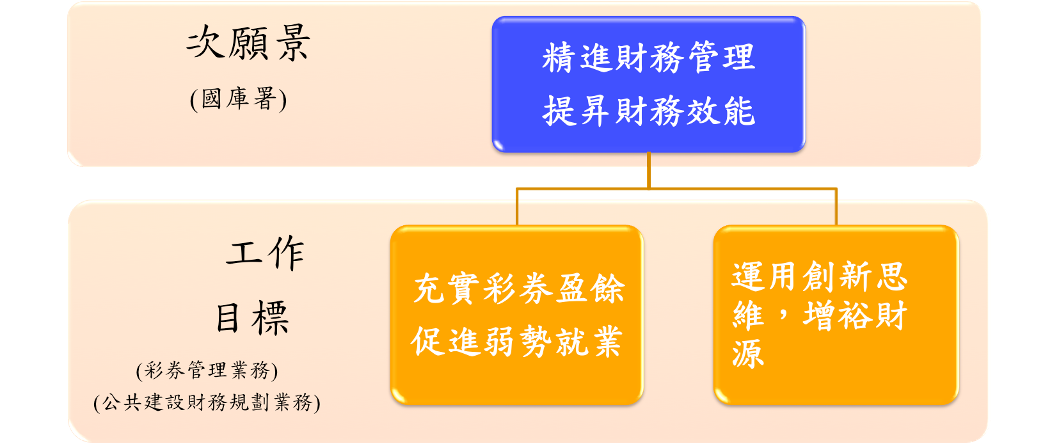 次願景
(國庫署)
精進財務管理
提昇財務效能
工作
目標
(彩券管理業務)
(公共建設財務規劃業務)
充實彩券盈餘
促進弱勢就業
運用創新思
維，增裕財
源